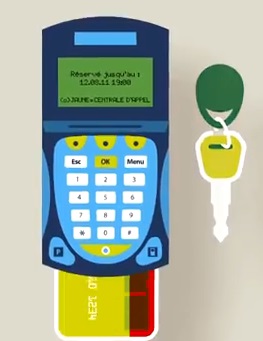 Réservé jusqu'au :
12.08.11 19:00
(o)JAUNE=CENTRALE D'APPEL
Esc OK Menu
1 2 3
4 5 6
7 8 9
* 0 #
P
1234